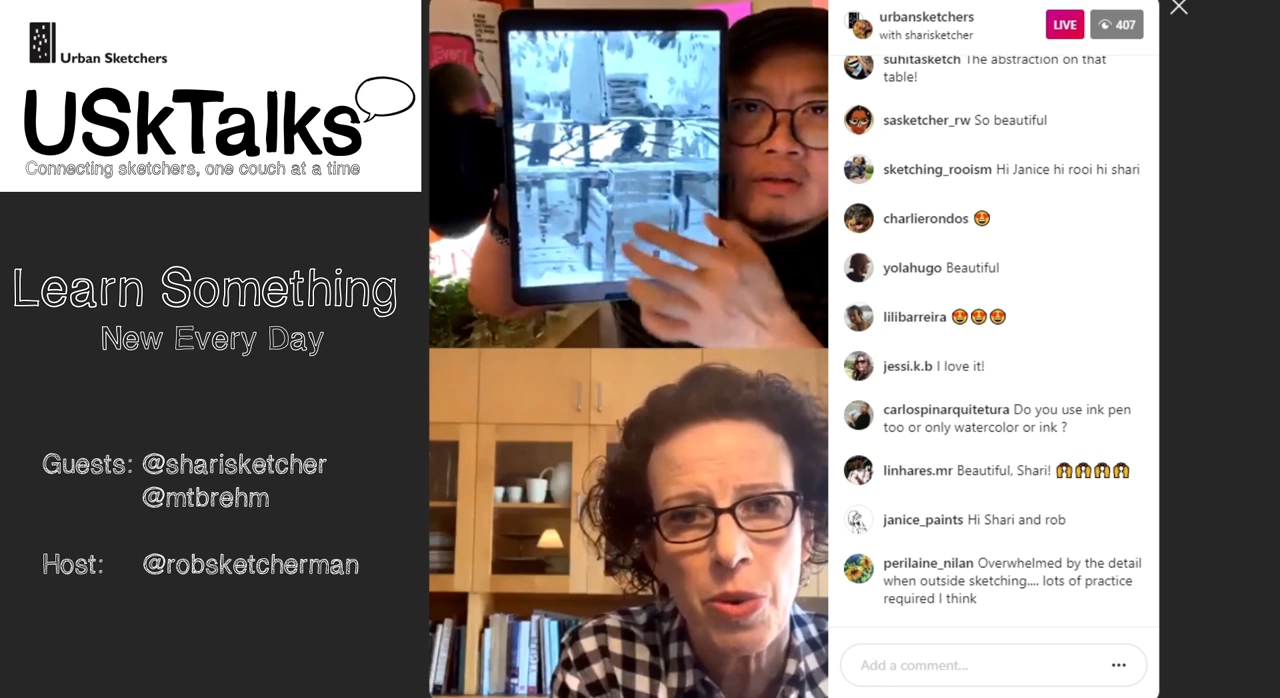 Urban Sketchers
USkTalks
Connecting sketchers, one couch at a time
Learn Something
New Every Day
Guests: @sharisketcher
@mtbrehm
Host: @robsketcherman
Every
urbansketchers
with sharisketcher
LIVE
407
suhitasketch The abstraction on that
table!
sasketcher_rw So beautiful
sketching_rooism Hi Janice hi rooi hi shari
charlierondos 😍
yolahugo Beautiful
lilibarreira 😍😍😍
jessi.k.b I love it!
carlospinarquitetura Do you use ink pen
too or only watercolor or ink ?
linhares.mr Beautiful, Shari!
janice_paints Hi Shari and rob
perilaine_nilan Overwhelmed by the detail
when outside sketching.... lots of practice
required I think
Add a comment...